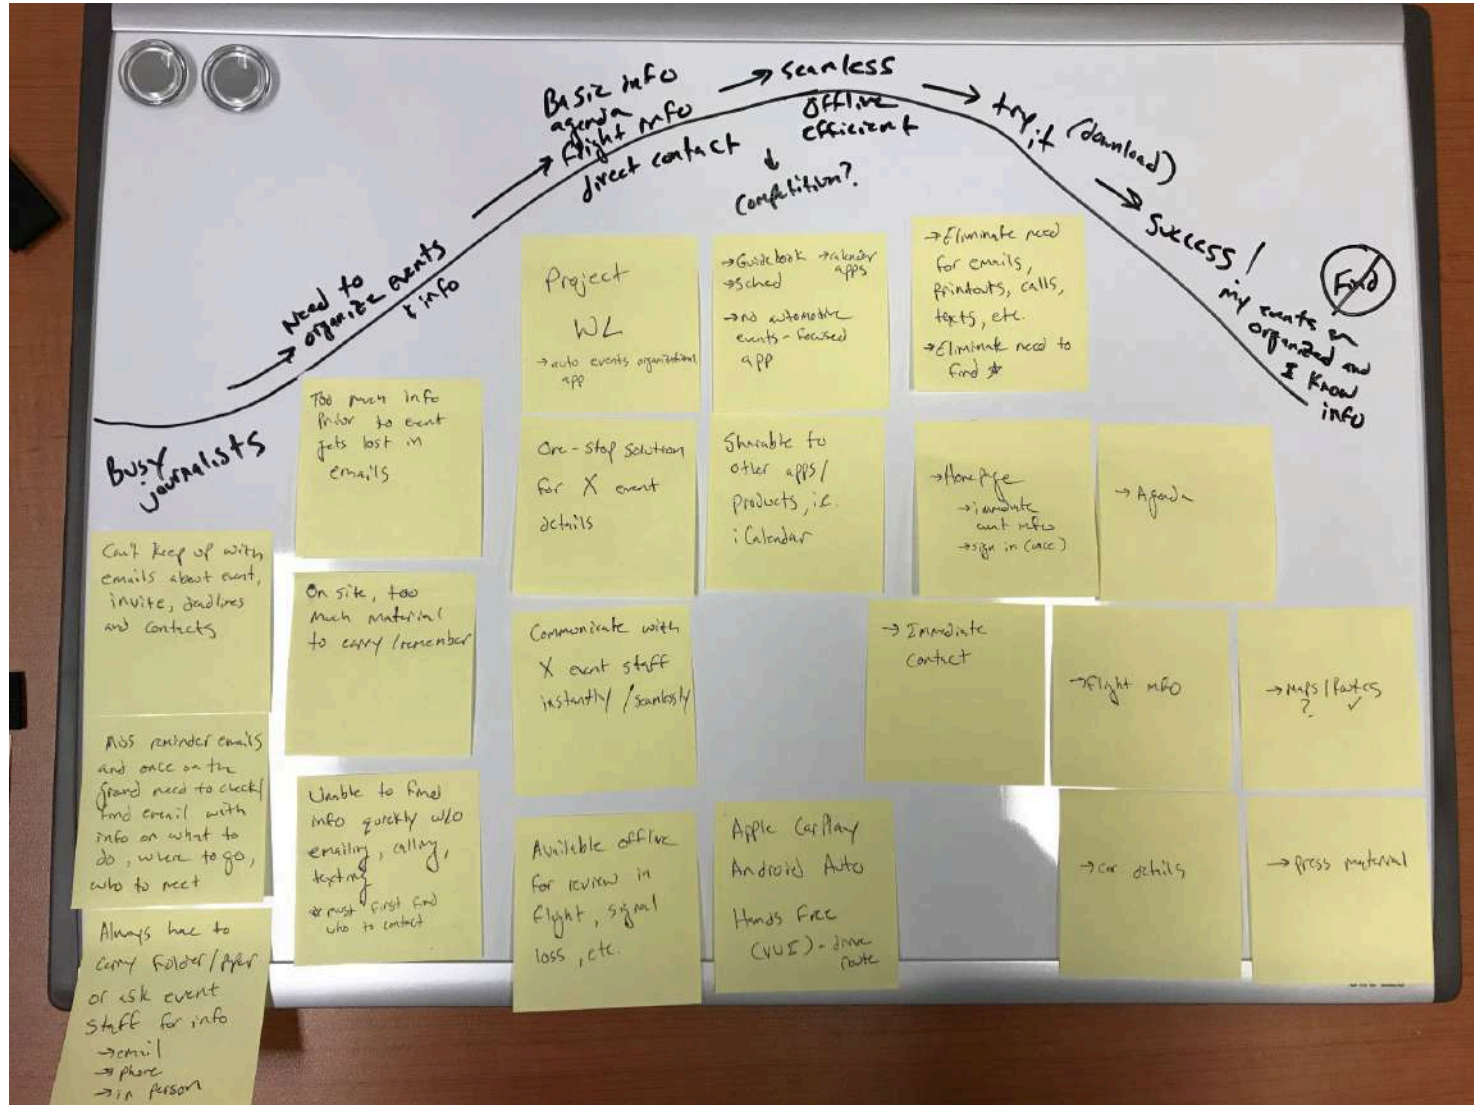 Busy
journalists
Need to
organize events
& info
Basic info
agenda
flight info
direct contact
seamless
offline
efficient
competition?
try it (download)
Success!
my events are
organized and
I know
info
Find
Can't keep up with
emails about event,
invite, deadlines
and contacts
Miss reminder emails
and once on the
ground need to check/
find email with
info on what to
do, where to go,
who to meet
Always have to
carry folder/paper
or ask event
staff for info
→ email
→ phone
→ in person
Too much info
prior to event
gets lost in
emails
On site, too
much material
to carry/remember
Unable to find
info quickly w/o
emailing, calling,
texting
* must first find
who to contact
Project
WL
→ auto events organizational
app
One-stop solution
for X event
details
Communicate with
X event staff
instantly/seamlessly
Available offline
for review in
flight, signal
loss, etc.
→ Guidebook → calendar
apps
→ Sched
→ no automotive
events-focused
app
Sharable to
other apps/
products, i.e.
iCalendar
Apple CarPlay
Android Auto
Hands Free
(VUI) - drive
route
→ Eliminate need
for emails,
printouts, calls,
texts, etc.
→ Eliminate need to
find *
→ Homepage
→ immediate
event info
→ sign in (once)
→ Agenda
→ Immediate
contact
→ flight info
→ Maps/Routes
? ✓
→ car details
→ press material